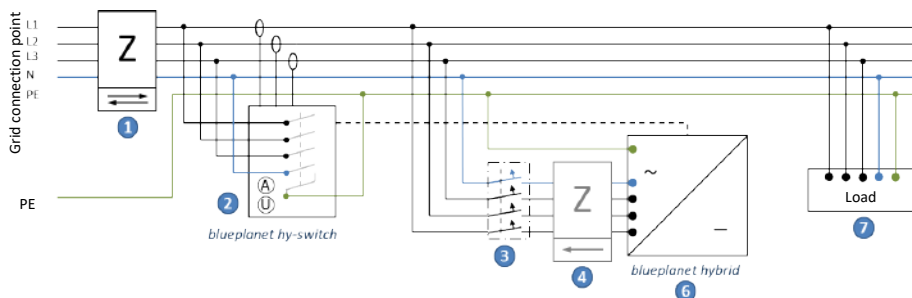 Grid connection point
L1
L2
L3
N
PE
PE
Z
1
A
U
2
blueplanet hy-switch
3
Z
4
~
–
blueplanet hybrid
6
Load
7